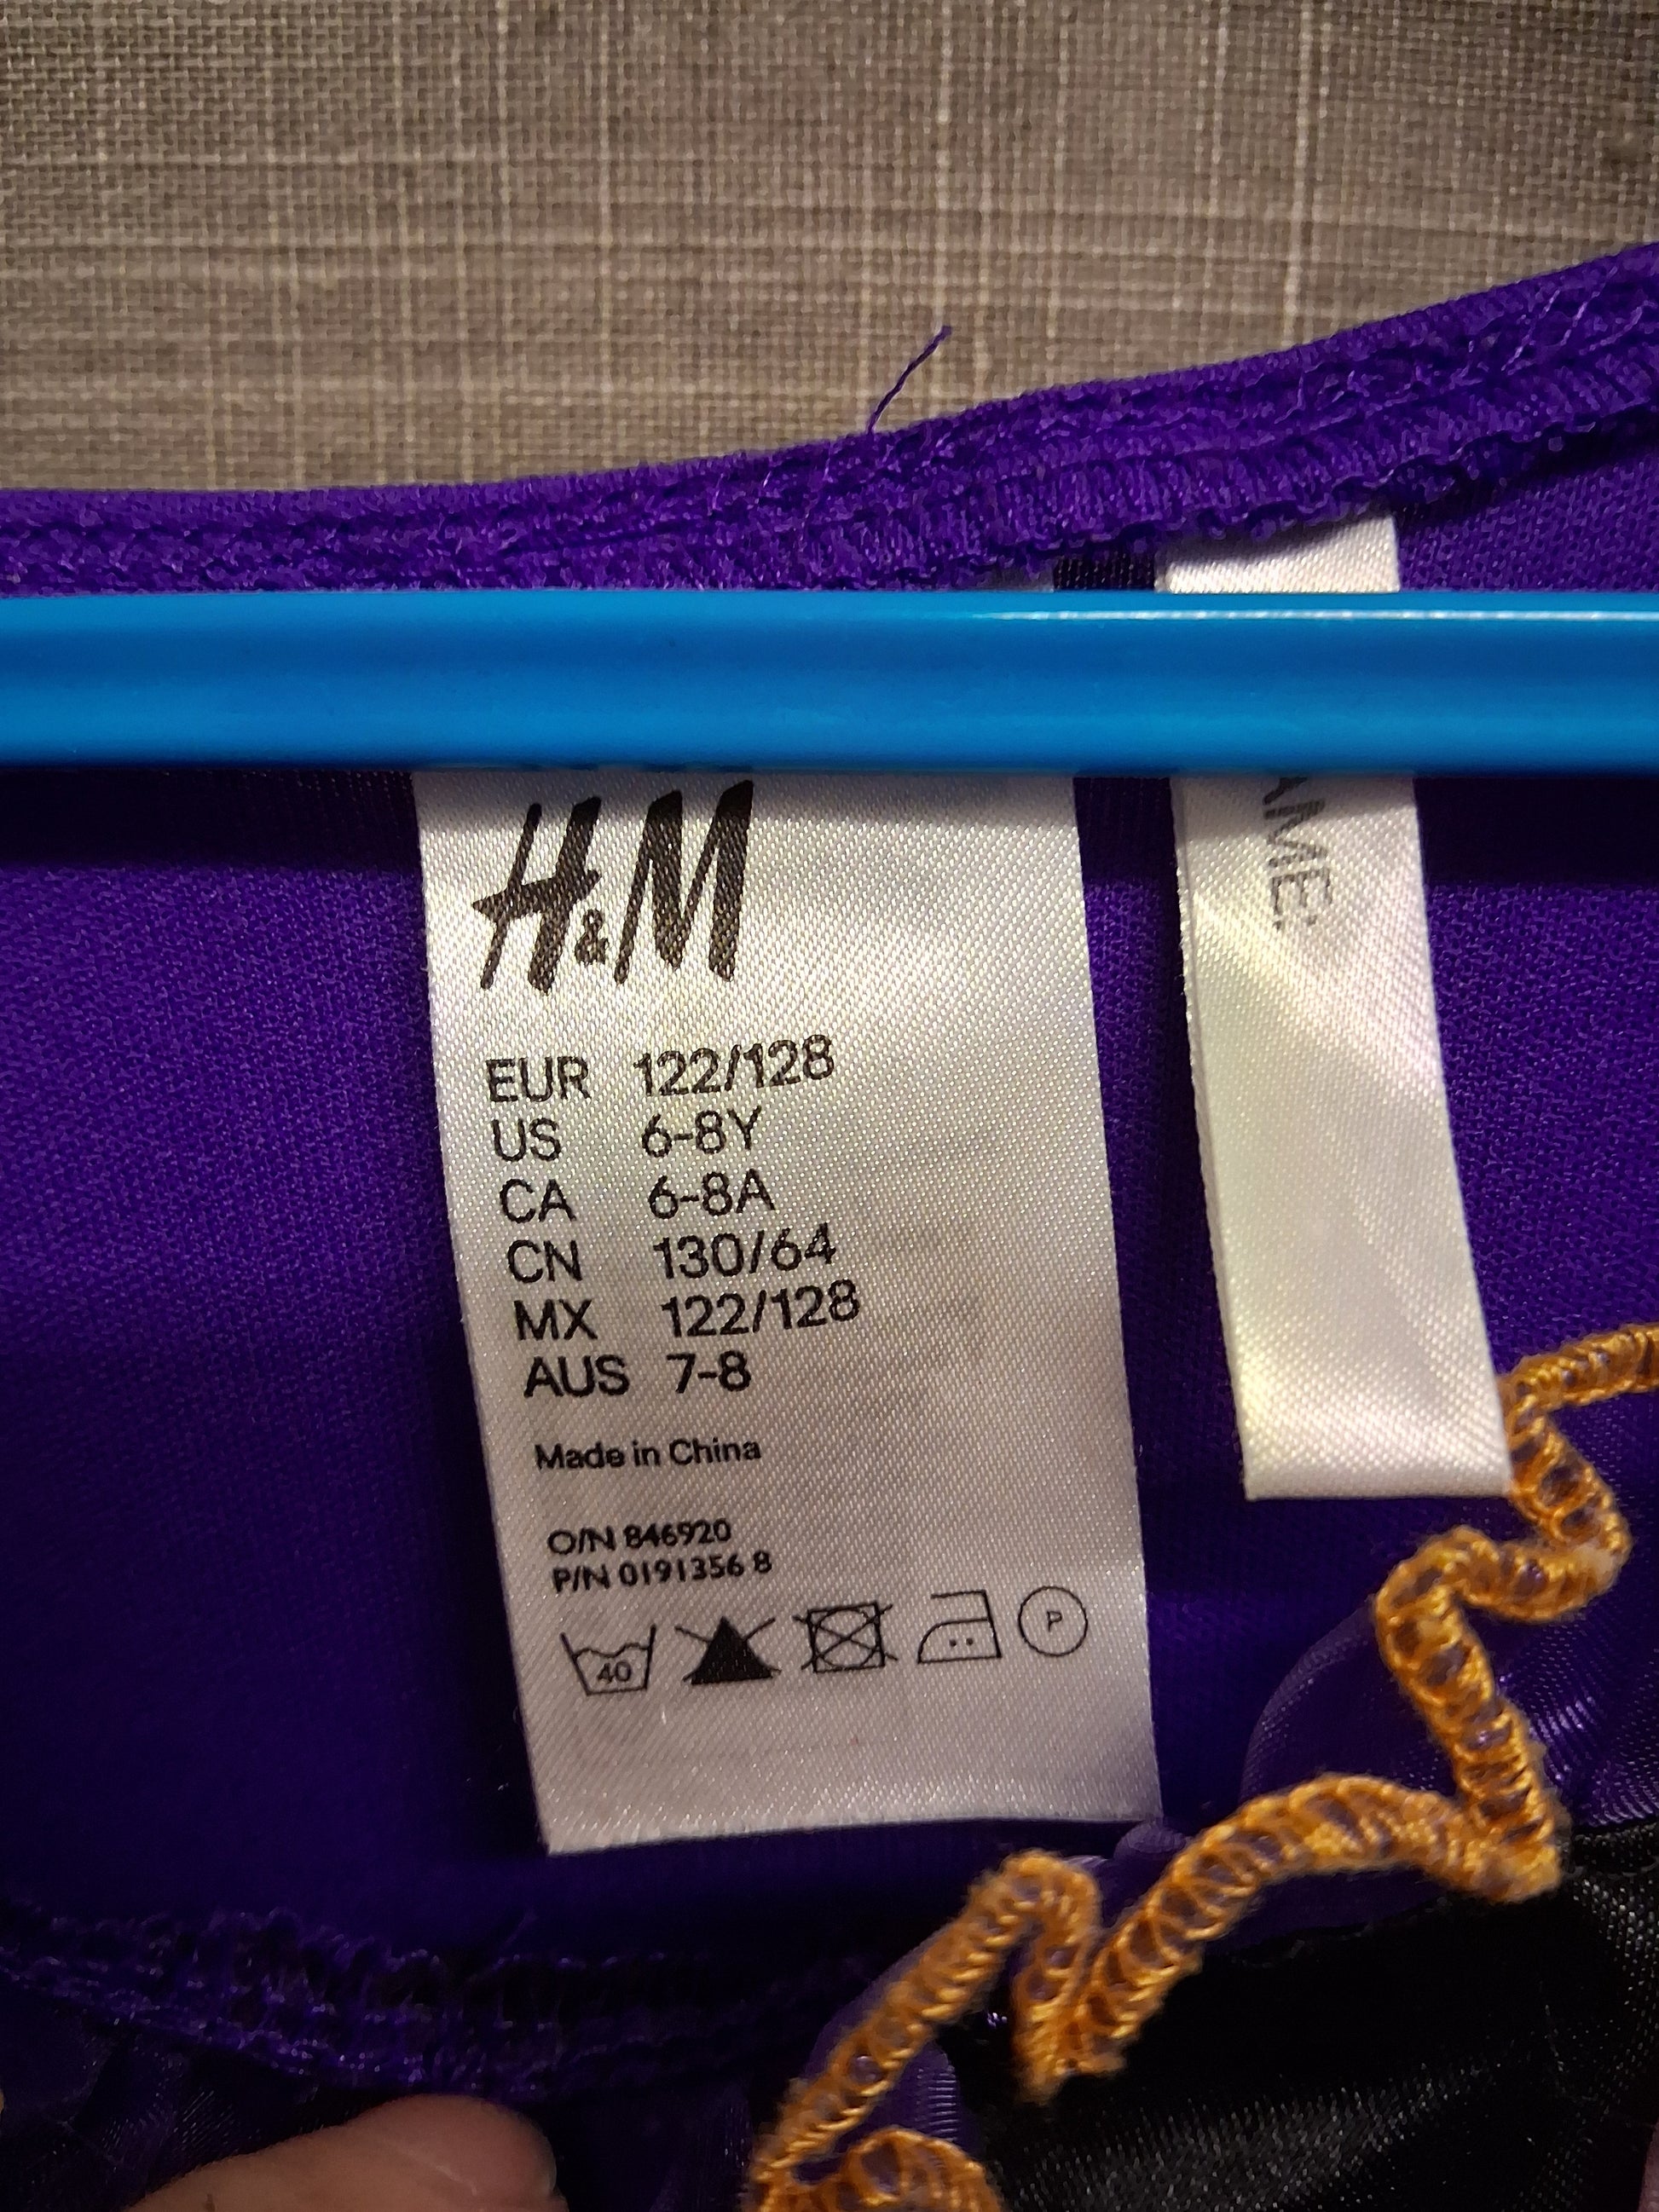 H&M
EUR 122/128
US 6-8Y
CA 6-8A
CN 130/64
MX 122/128
AUS 7-8
Made in China
O/N 846920
P/N 0191356 8
40
P
AME: